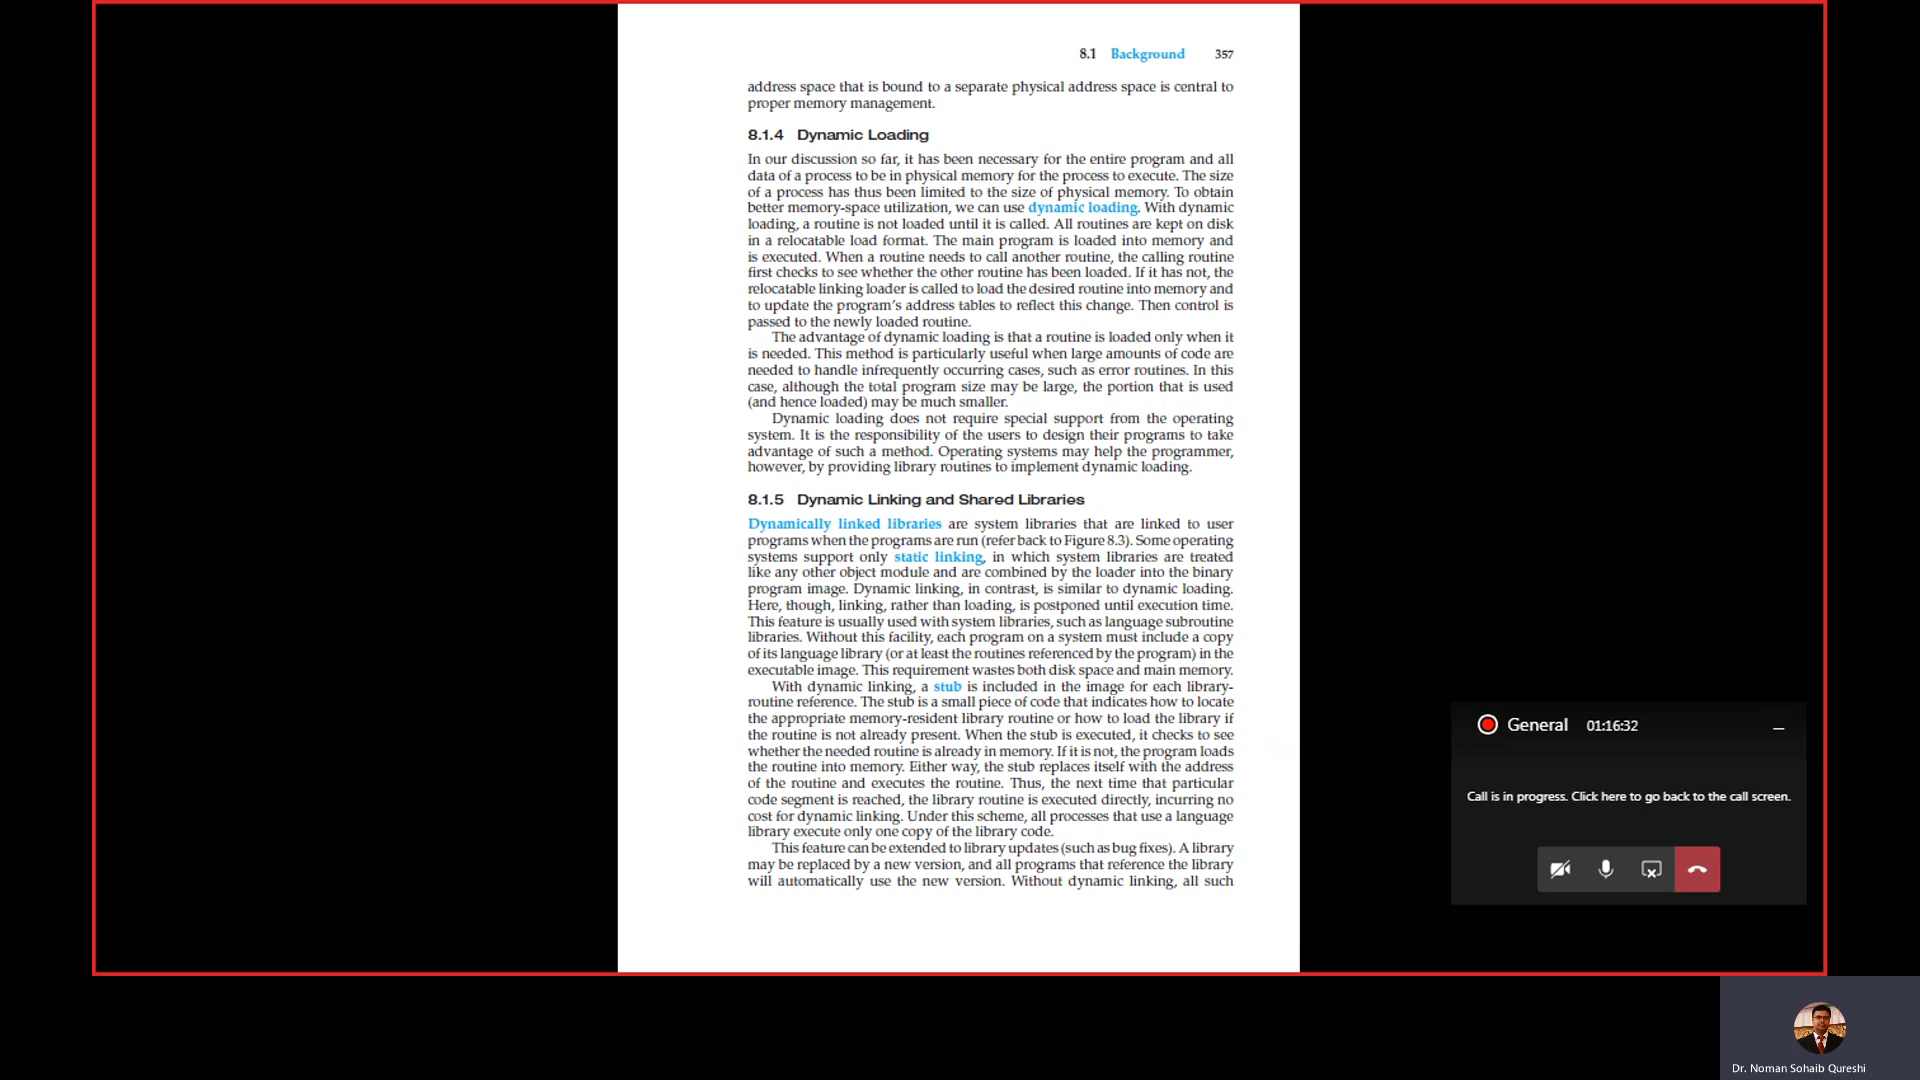 8.1 Background 357
address space that is bound to a separate physical address space is central to
proper memory management.
8.1.4 Dynamic Loading
In our discussion so far, it has been necessary for the entire program and all
data of a process to be in physical memory for the process to execute. The size
of a process has thus been limited to the size of physical memory. To obtain
better memory-space utilization, we can use dynamic loading. With dynamic
loading, a routine is not loaded until it is called. All routines are kept on disk
in a relocatable load format. The main program is loaded into memory and
is executed. When a routine needs to call another routine, the calling routine
first checks to see whether the other routine has been loaded. If it has not, the
relocatable linking loader is called to load the desired routine into memory and
to update the program's address tables to reflect this change. Then control is
passed to the newly loaded routine.
The advantage of dynamic loading is that a routine is loaded only when it
is needed. This method is particularly useful when large amounts of code are
needed to handle infrequently occurring cases, such as error routines. In this
case, although the total program size may be large, the portion that is used
(and hence loaded) may be much smaller.
Dynamic loading does not require special support from the operating
system. It is the responsibility of the users to design their programs to take
advantage of such a method. Operating systems may help the programmer,
however, by providing library routines to implement dynamic loading.
8.1.5 Dynamic Linking and Shared Libraries
Dynamically linked libraries are system libraries that are linked to user
programs when the programs are run (refer back to Figure 8.3). Some operating
systems support only static linking, in which system libraries are treated
like any other object module and are combined by the loader into the binary
program image. Dynamic linking, in contrast, is similar to dynamic loading.
Here, though, linking, rather than loading, is postponed until execution time.
This feature is usually used with system libraries, such as language subroutine
libraries. Without this facility, each program on a system must include a copy
of its language library (or at least the routines referenced by the program) in the
executable image. This requirement wastes both disk space and main memory.
With dynamic linking, a stub is included in the image for each library-
routine reference. The stub is a small piece of code that indicates how to locate
the appropriate memory-resident library routine or how to load the library if
the routine is not already present. When the stub is executed, it checks to see
whether the needed routine is already in memory. If it is not, the program loads
the routine into memory. Either way, the stub replaces itself with the address
of the routine and executes the routine. Thus, the next time that particular
code segment is reached, the library routine is executed directly, incurring no
cost for dynamic linking. Under this scheme, all processes that use a language
library execute only one copy of the library code.
This feature can be extended to library updates (such as bug fixes). A library
may be replaced by a new version, and all programs that reference the library
will automatically use the new version. Without dynamic linking, all such
General 01:16:32
Call is in progress. Click here to go back to the call screen.
Dr. Noman Sohaib Qureshi